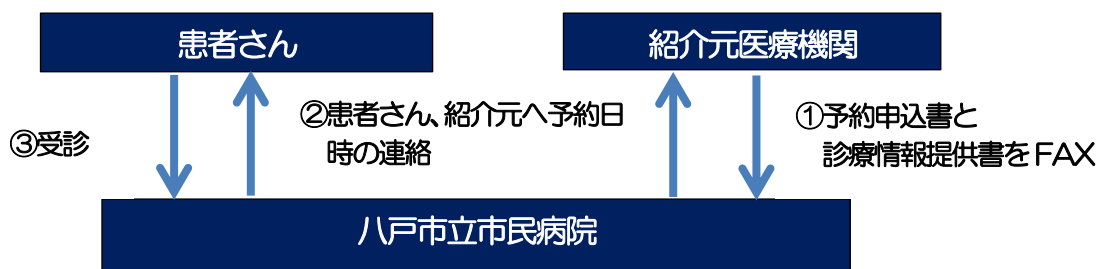 患者さん
紹介元医療機関
③受診
②患者さん、紹介元へ予約日
時の連絡
①予約申込書と
診療情報提供書をFAX
八戸市立市民病院